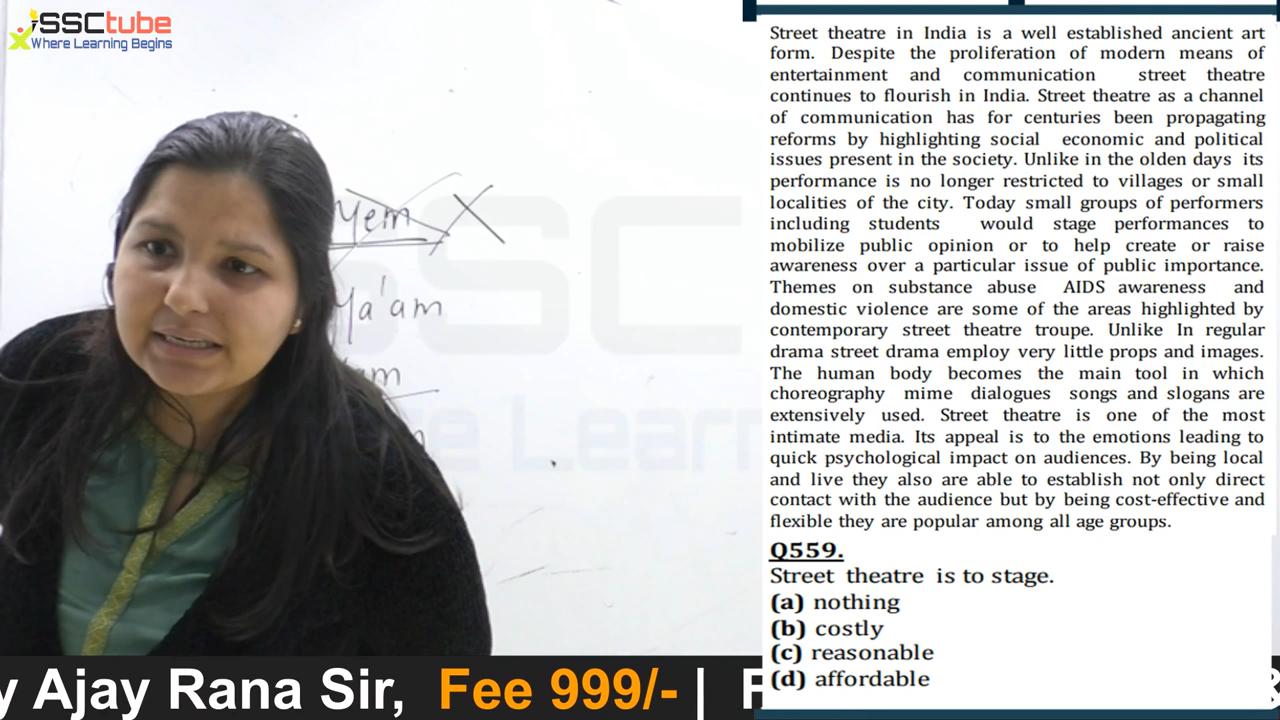 SSCtube
Where Learning Begins
Yem
Ya'am
am
Street theatre in India is a well established ancient art
form. Despite the proliferation of modern means of
entertainment and communication street theatre
continues to flourish in India. Street theatre as a channel
of communication has for centuries been propagating
reforms by highlighting social economic and political
issues present in the society. Unlike in the olden days its
performance is no longer restricted to villages or small
localities of the city. Today small groups of performers
including students would stage performances to
mobilize public opinion or to help create or raise
awareness over a particular issue of public importance.
Themes on substance abuse AIDS awareness and
domestic violence are some of the areas highlighted by
contemporary street theatre troupe. Unlike In regular
drama street drama employ very little props and images.
The human body becomes the main tool in which
choreography mime dialogues songs and slogans are
extensively used. Street theatre is one of the most
intimate media. Its appeal is to the emotions leading to
quick psychological impact on audiences. By being local
and live they also are able to establish not only direct
contact with the audience but by being cost-effective and
flexible they are popular among all age groups.
Q559.
Street theatre is to stage.
(a) nothing
(b) costly
(c) reasonable
(d) affordable
y Ajay Rana Sir, Fee 999/- | F